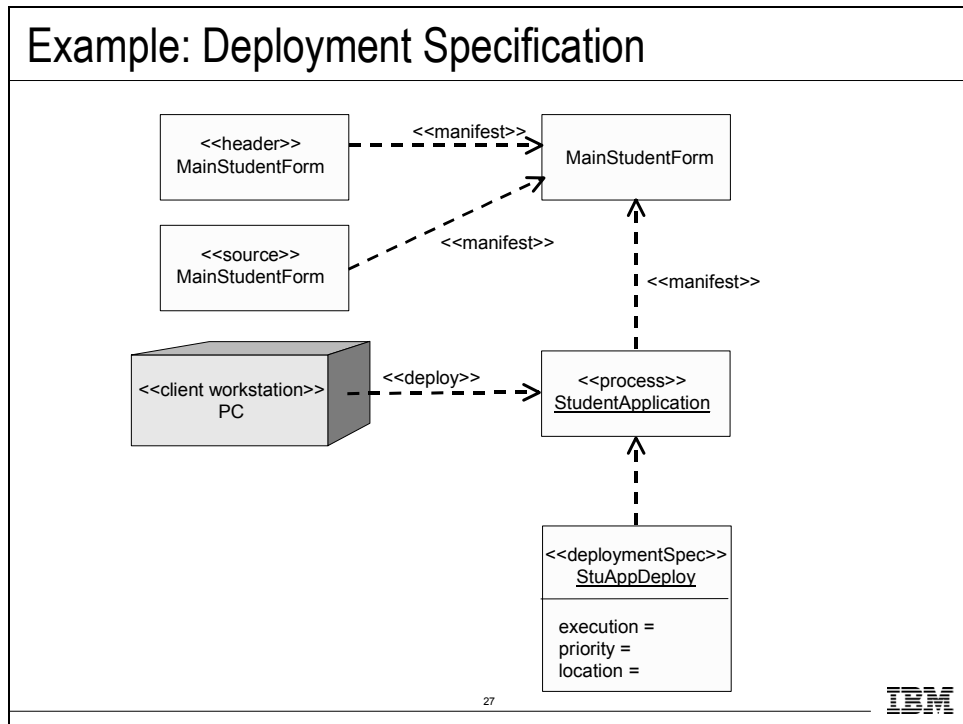 Example: Deployment Specification
<<header>>
MainStudentForm
<<manifest>>
MainStudentForm
<<source>>
MainStudentForm
<<manifest>>
<<manifest>>
<<client workstation>>
PC
<<deploy>>
<<process>>
StudentApplication
<<deploymentSpec>>
StuAppDeploy
execution =
priority =
location =
27
IBM